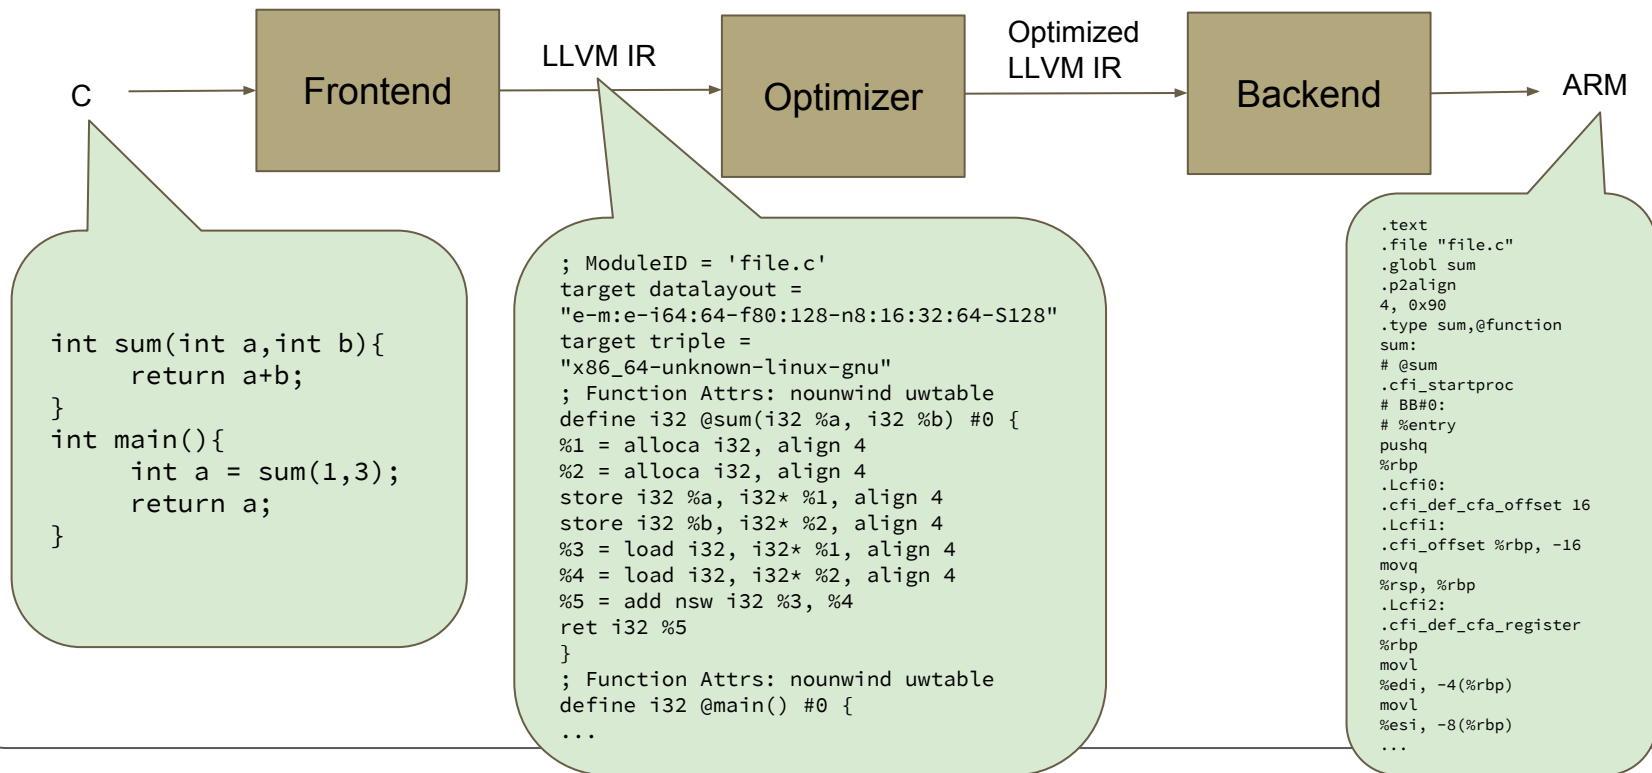 C
Frontend
LLVM IR
Optimizer
Optimized
LLVM IR
Backend
ARM
int sum(int a,int b){
     return a+b;
}
int main(){
     int a = sum(1,3);
     return a;
}
; ModuleID = 'file.c'
target datalayout =
"e-m:e-i64:64-f80:128-n8:16:32:64-S128"
target triple =
"x86_64-unknown-linux-gnu"
; Function Attrs: nounwind uwtable
define i32 @sum(i32 %a, i32 %b) #0 {
%1 = alloca i32, align 4
%2 = alloca i32, align 4
store i32 %a, i32* %1, align 4
store i32 %b, i32* %2, align 4
%3 = load i32, i32* %1, align 4
%4 = load i32, i32* %2, align 4
%5 = add nsw i32 %3, %4
ret i32 %5
}
; Function Attrs: nounwind uwtable
define i32 @main() #0 {
...
.text
.file "file.c"
.globl sum
.p2align
4, 0x90
.type sum,@function
sum:
# @sum
.cfi_startproc
# BB#0:
# %entry
pushq
%rbp
.Lcfi0:
.cfi_def_cfa_offset 16
.Lcfi1:
.cfi_offset %rbp, -16
movq
%rsp, %rbp
.Lcfi2:
.cfi_def_cfa_register
%rbp
movl
%edi, -4(%rbp)
movl
%esi, -8(%rbp)
...